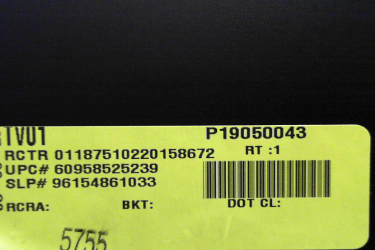 TV01 P19050043
RCTR 01187510220158672 RT :1
UPC# 60958525239
SLP# 96154861033
RCRA: BKT: DOT CL:
5755